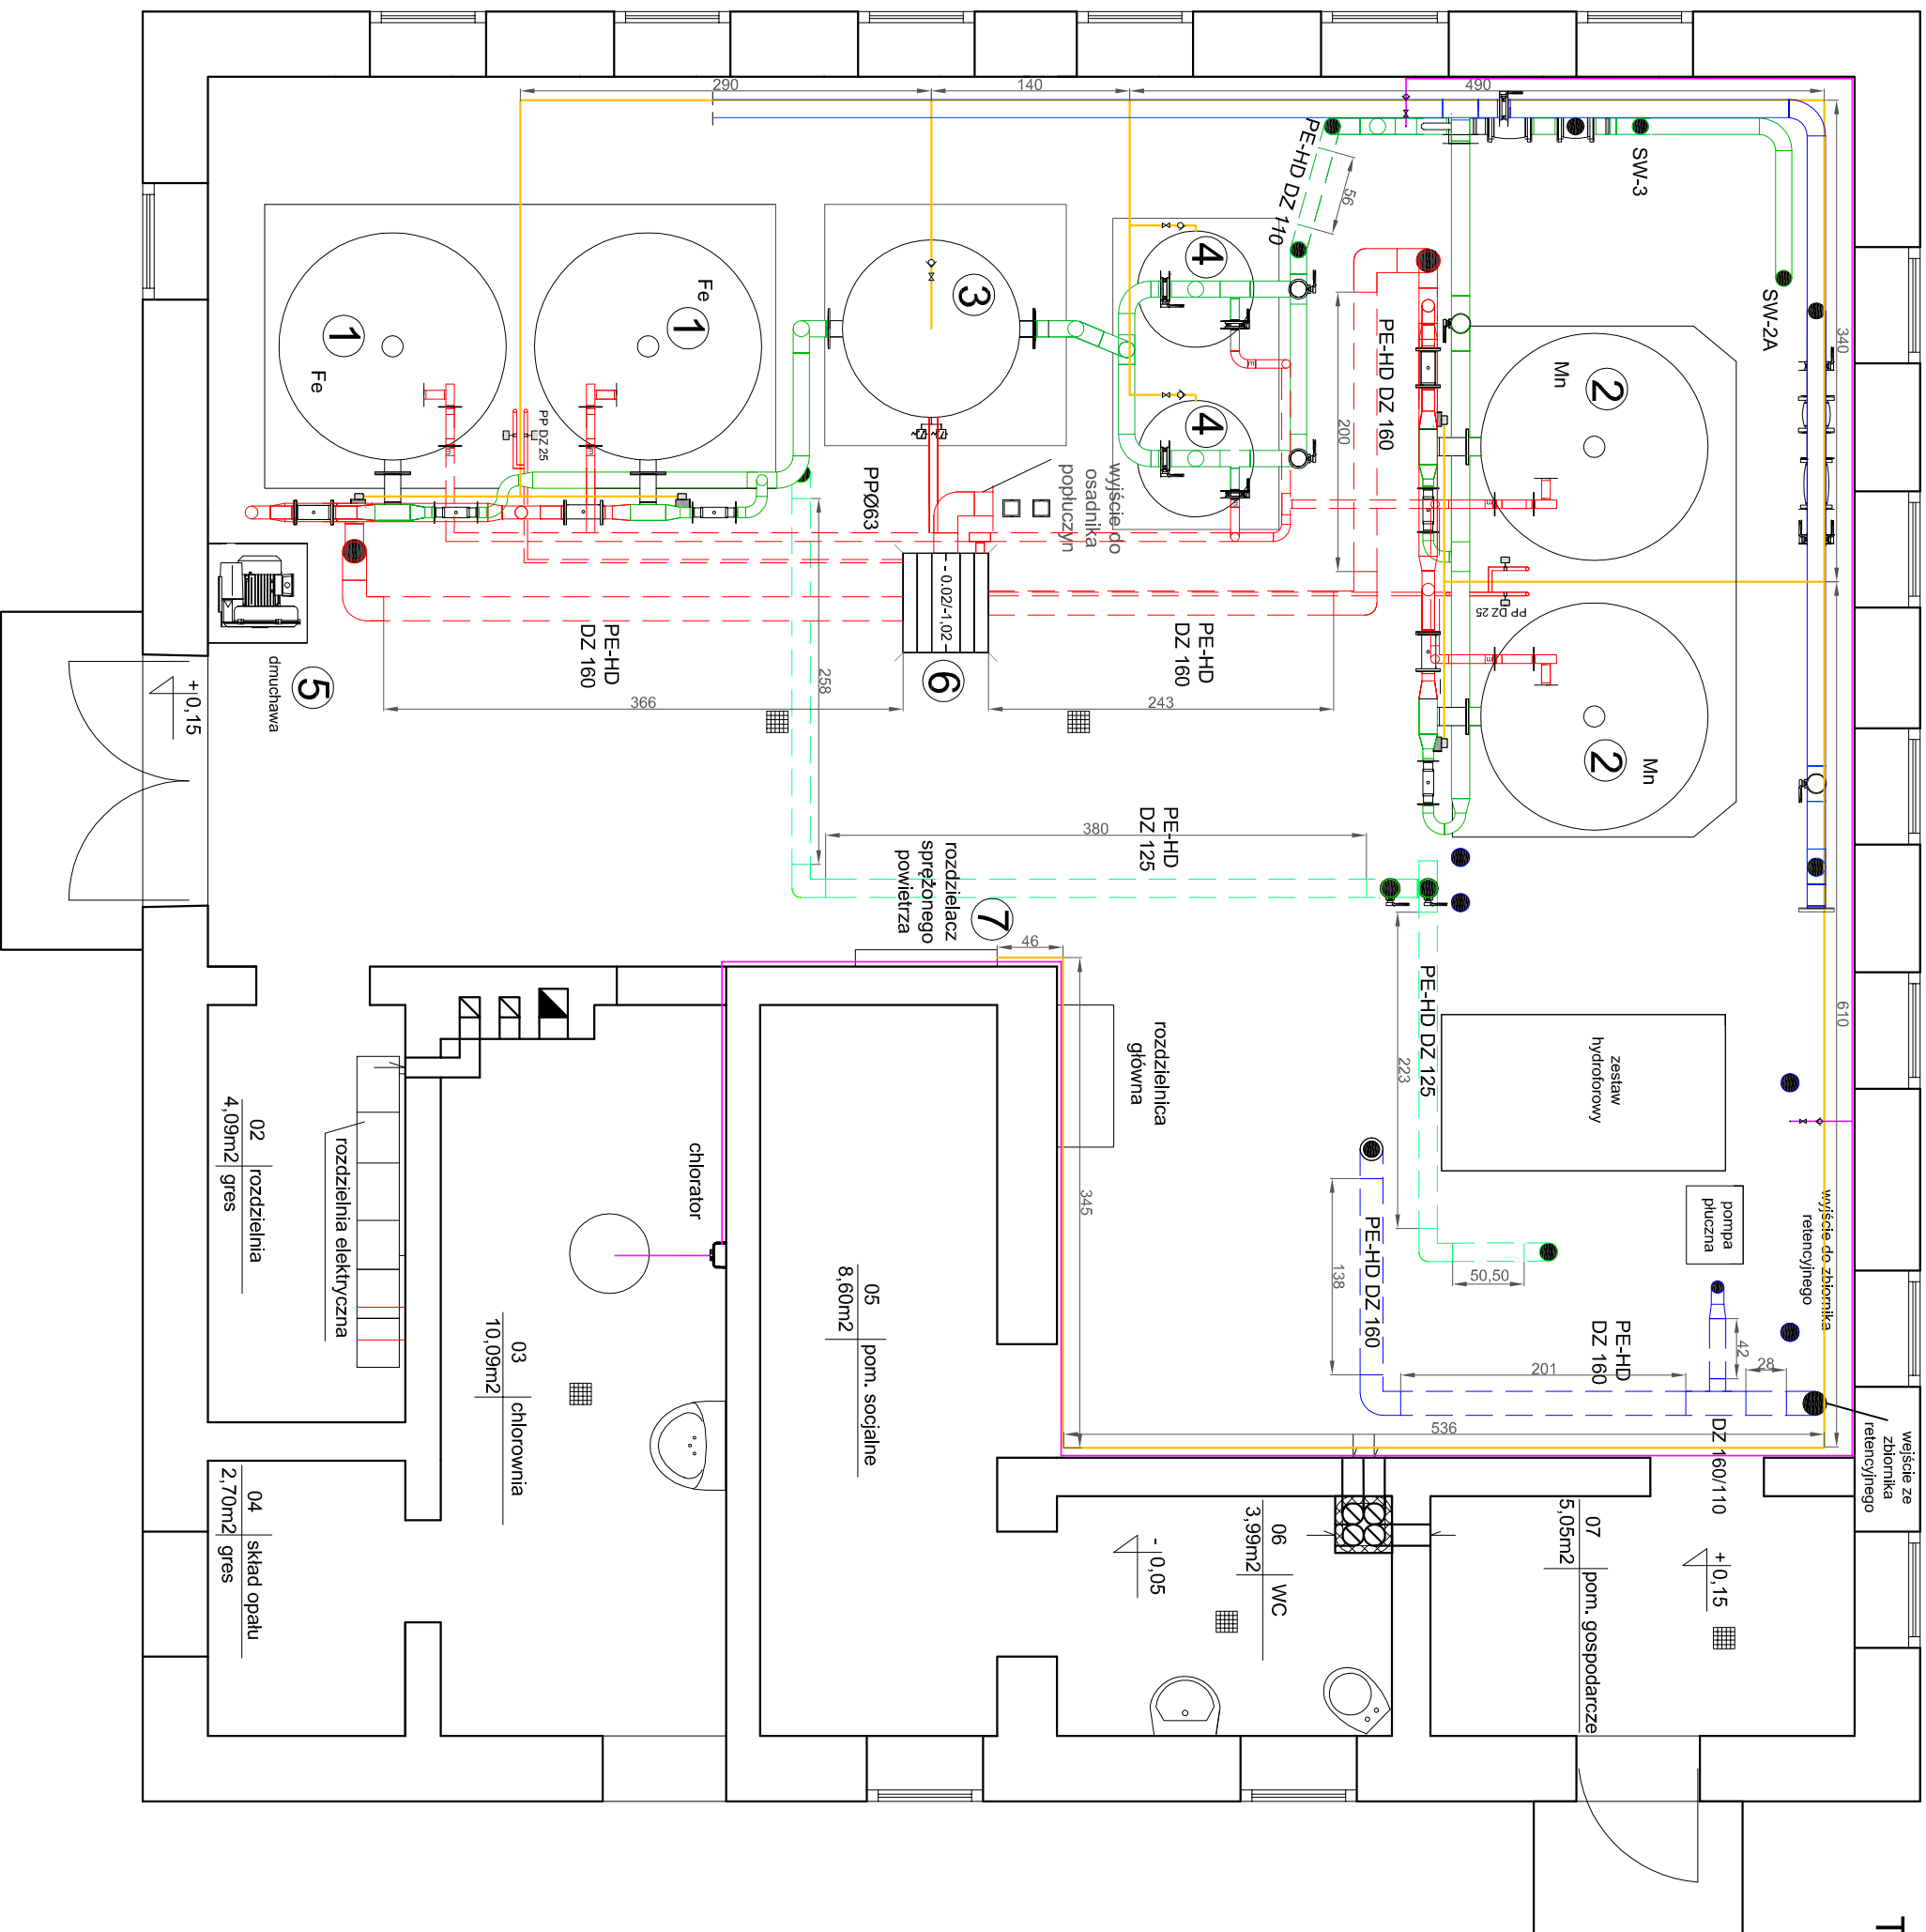 290
140
490
340
610
SW-3
SW-2A
PE-HD DZ 110
56
4
4
3
1
Fe
1
Fe
2
Mn
2
Mn
PE-HD DZ 160
200
PP DZ 25
PP DZ 25
PPØ63
wyjście do
osadnika
popłuczyn
- 0.02/-1,02
6
PE-HD
DZ 160
PE-HD
DZ 160
366
243
258
5
dmuchawa
+0,15
380
PE-HD
DZ 125
rozdzielacz
sprężonego
powietrza
7
46
345
PE-HD DZ 125
223
50,50
zestaw
hydroforowy
pompa
płuczna
wyjście do zbiornika
retencyjnego
rozdzielnica
główna
PE-HD DZ 160
138
PE-HD
DZ 160
201
42
28
DZ 160/110
536
wejście ze
zbiornika
retencyjnego
chlorator
rozdzielnia elektryczna
02
rozdzielnia
4,09m2
gres
03
chlorownia
10,09m2
04
skład opału
2,70m2
gres
05
pom. socjalne
8,60m2
06
WC
3,99m2
- 0,05
07
pom. gospodarcze
5,05m2
+0,15
T